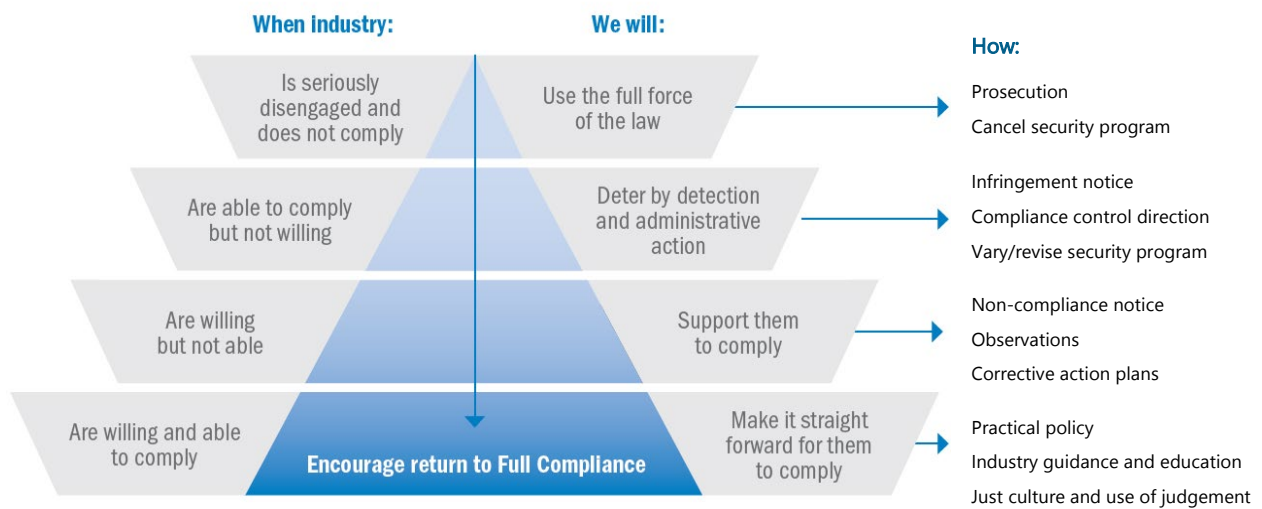 When industry:
We will:
How:
Is seriously
disengaged and
does not comply
Use the full force
of the law
Prosecution
Cancel security program
Are able to comply
but not willing
Deter by detection
and administrative
action
Infringement notice
Compliance control direction
Vary/revise security program
Are willing
but not able
Support them
to comply
Non-compliance notice
Observations
Corrective action plans
Are willing and able
to comply
Encourage return to Full Compliance
Make it straight
forward for them
to comply
Practical policy
Industry guidance and education
Just culture and use of judgement